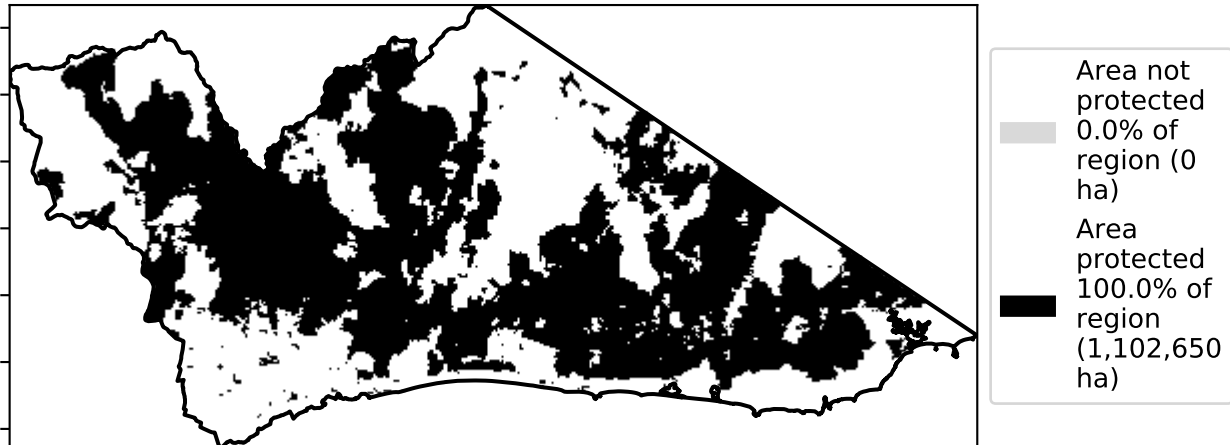 Area not
protected
0.0% of
region (0
ha)
Area
protected
100.0% of
region
(1,102,650
ha)